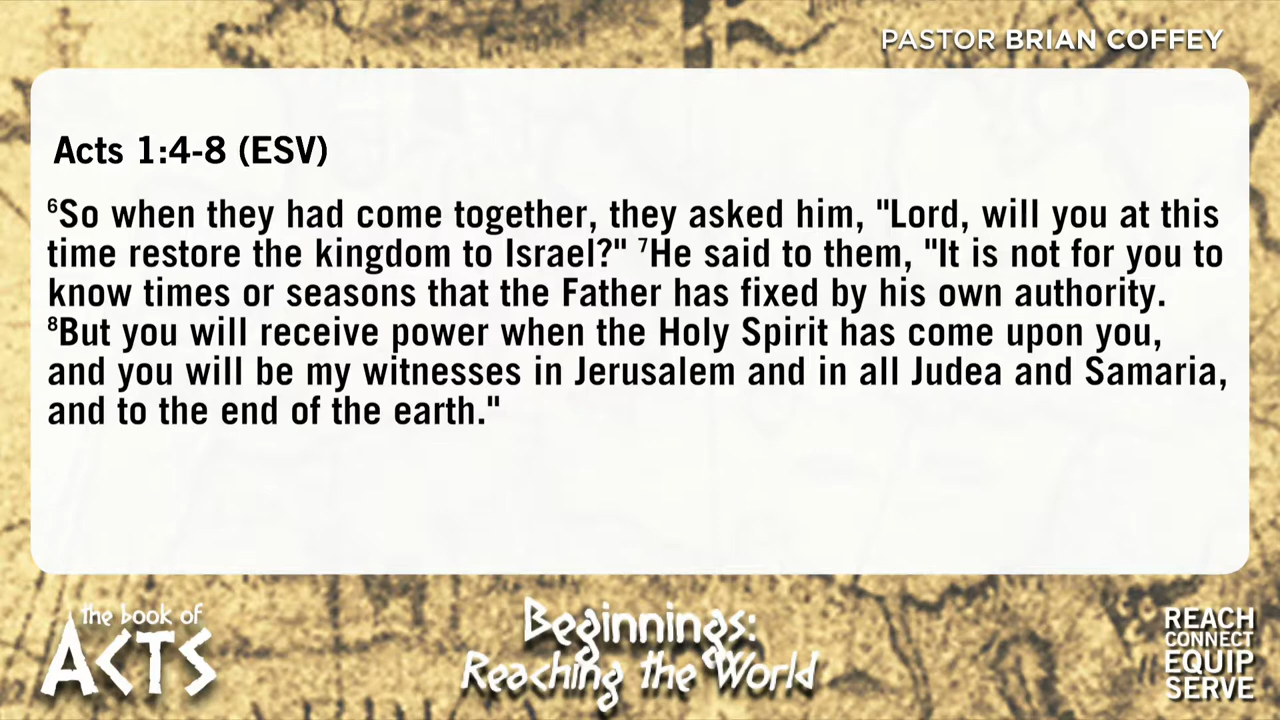 PASTOR BRIAN COFFEY
Acts 1:4-8 (ESV)
⁶So when they had come together, they asked him, "Lord, will you at this
time restore the kingdom to Israel?" ⁷He said to them, "It is not for you to
know times or seasons that the Father has fixed by his own authority.
⁸But you will receive power when the Holy Spirit has come upon you,
and you will be my witnesses in Jerusalem and in all Judea and Samaria,
and to the end of the earth."
the book of
ACTS
Beginnings:
Reaching the World
REACH
CONNECT
EQUIP
SERVE